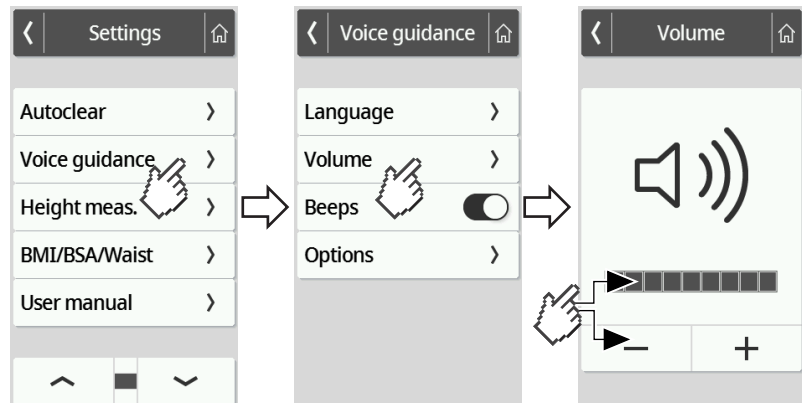 Settings
Autoclear
Voice guidance
Height meas.
BMI/BSA/Waist
User manual
Voice guidance
Language
Volume
Beeps
Options
Volume